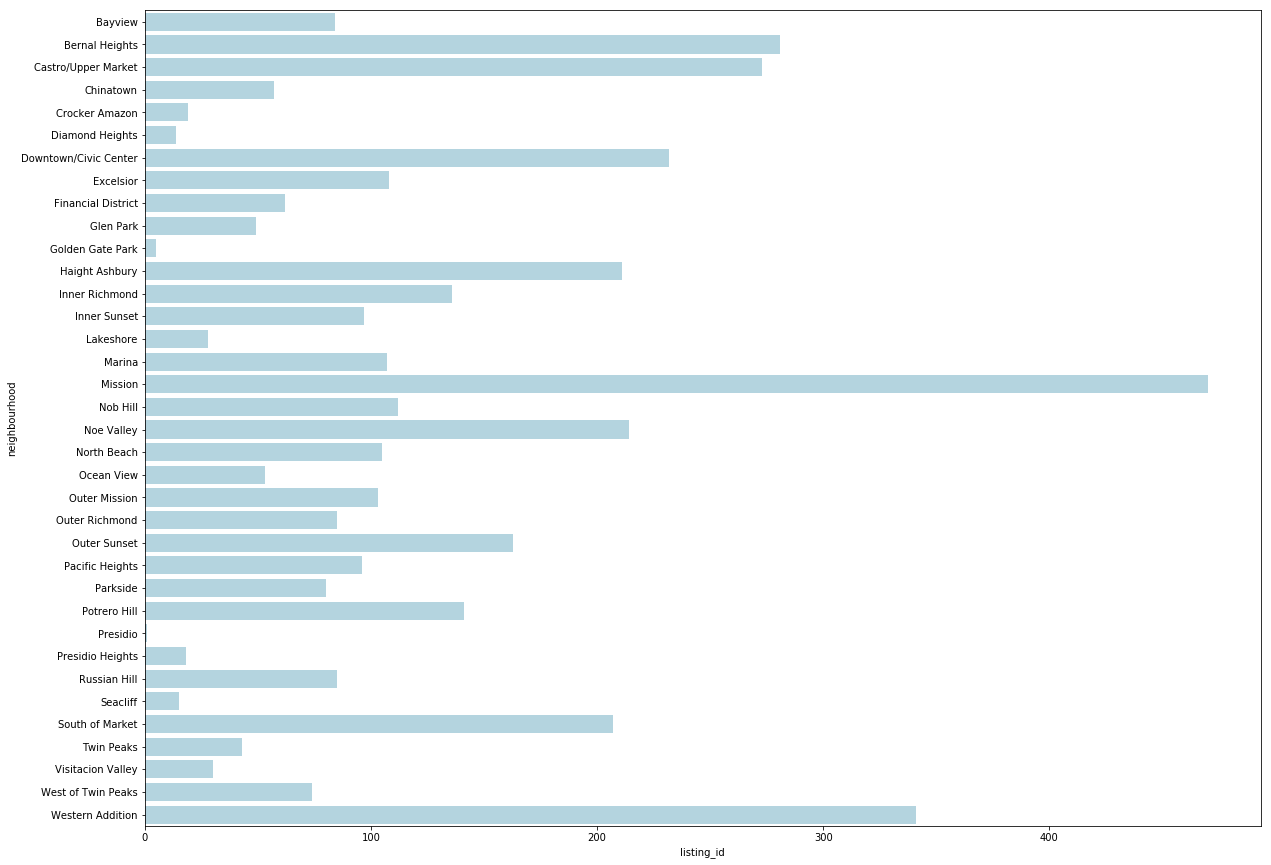 Bayview
Bernal Heights
Castro/Upper Market
Chinatown
Crocker Amazon
Diamond Heights
Downtown/Civic Center
Excelsior
Financial District
Glen Park
Golden Gate Park
Haight Ashbury
Inner Richmond
Inner Sunset
Lakeshore
Marina
Mission
Nob Hill
Noe Valley
North Beach
Ocean View
Outer Mission
Outer Richmond
Outer Sunset
Pacific Heights
Parkside
Potrero Hill
Presidio
Presidio Heights
Russian Hill
Seacliff
South of Market
Twin Peaks
Visitacion Valley
West of Twin Peaks
Western Addition
neighbourhood
0 100 200 300 400
listing_id